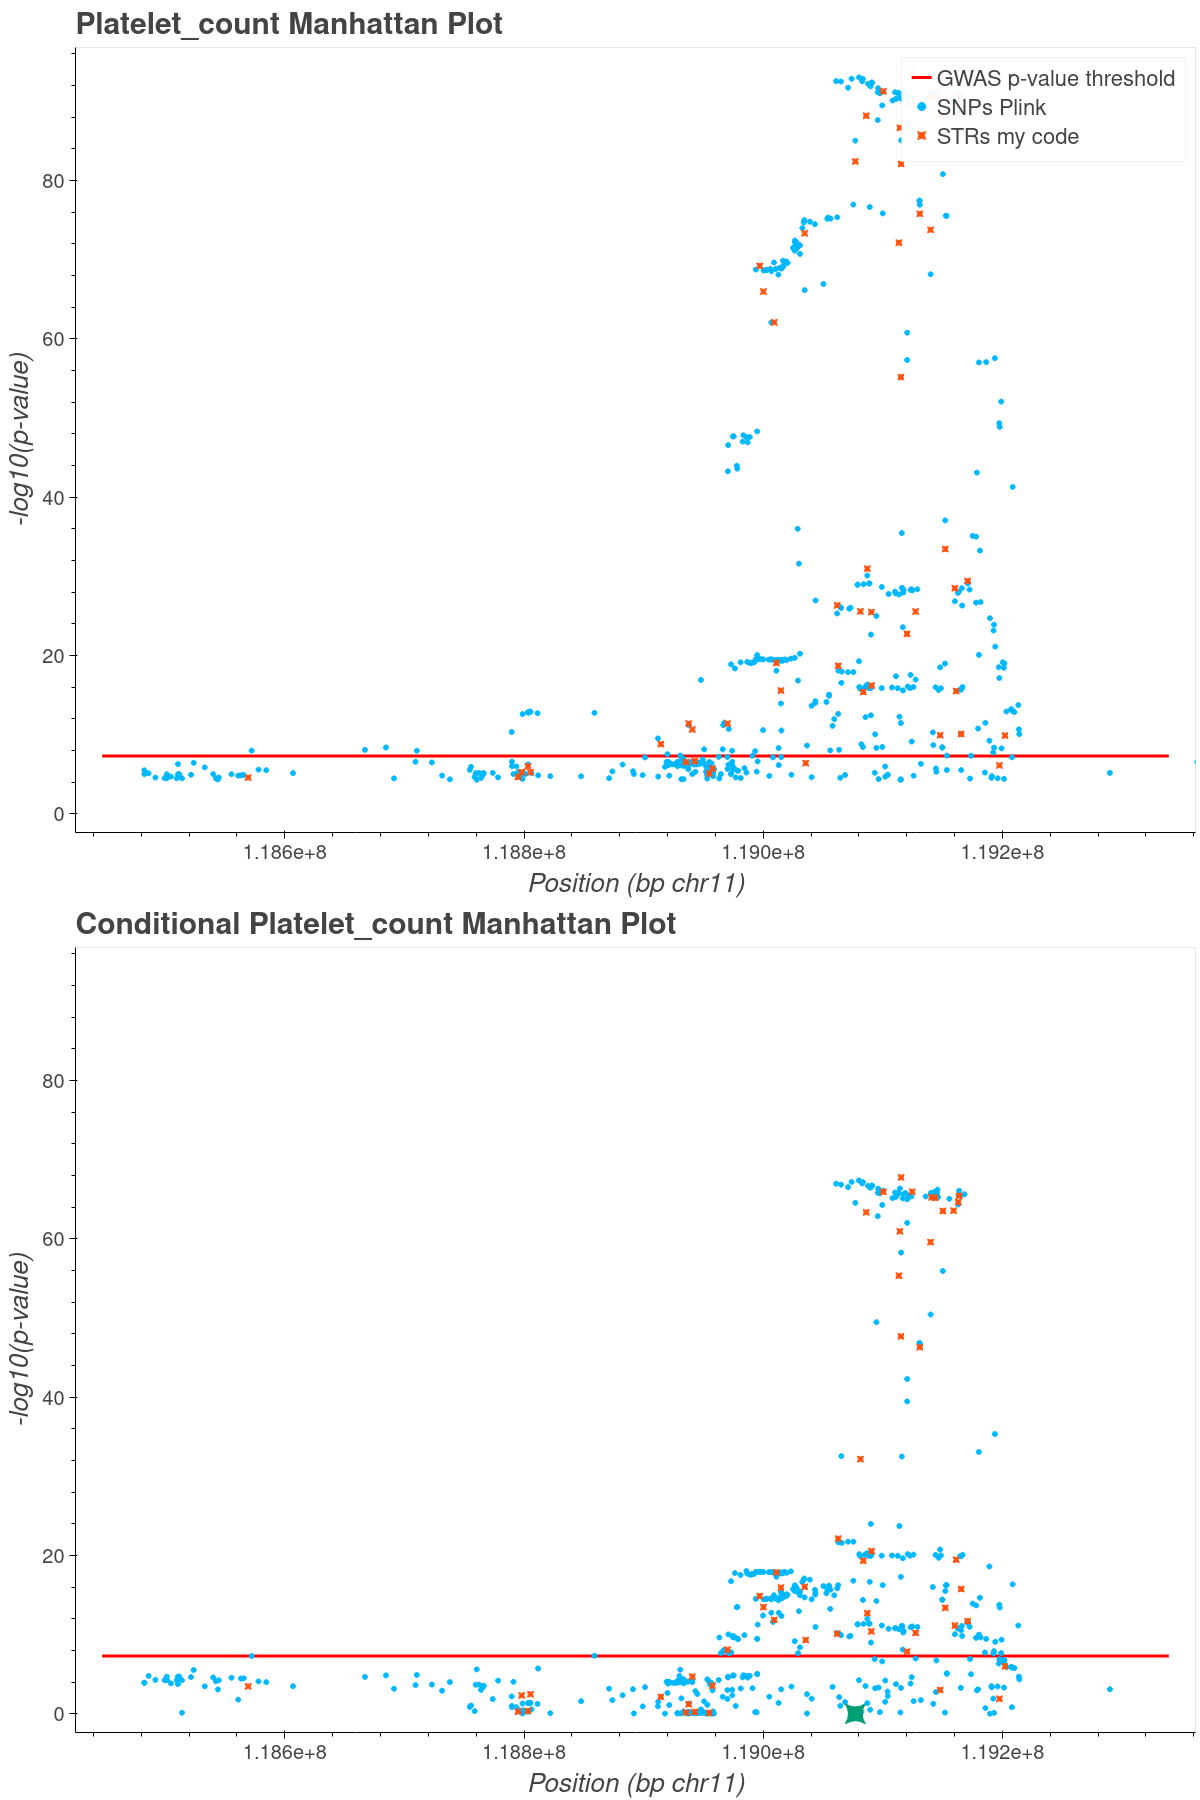 Platelet_count Manhattan Plot
GWAS p-value threshold
SNPs Plink
STRs my code
80
60
40
20
0
-log10(p-value)
1.186e+8 1.188e+8 1.190e+8 1.192e+8
Position (bp chr11)
Conditional Platelet_count Manhattan Plot
80
60
40
20
0
-log10(p-value)
1.186e+8 1.188e+8 1.190e+8 1.192e+8
Position (bp chr11)